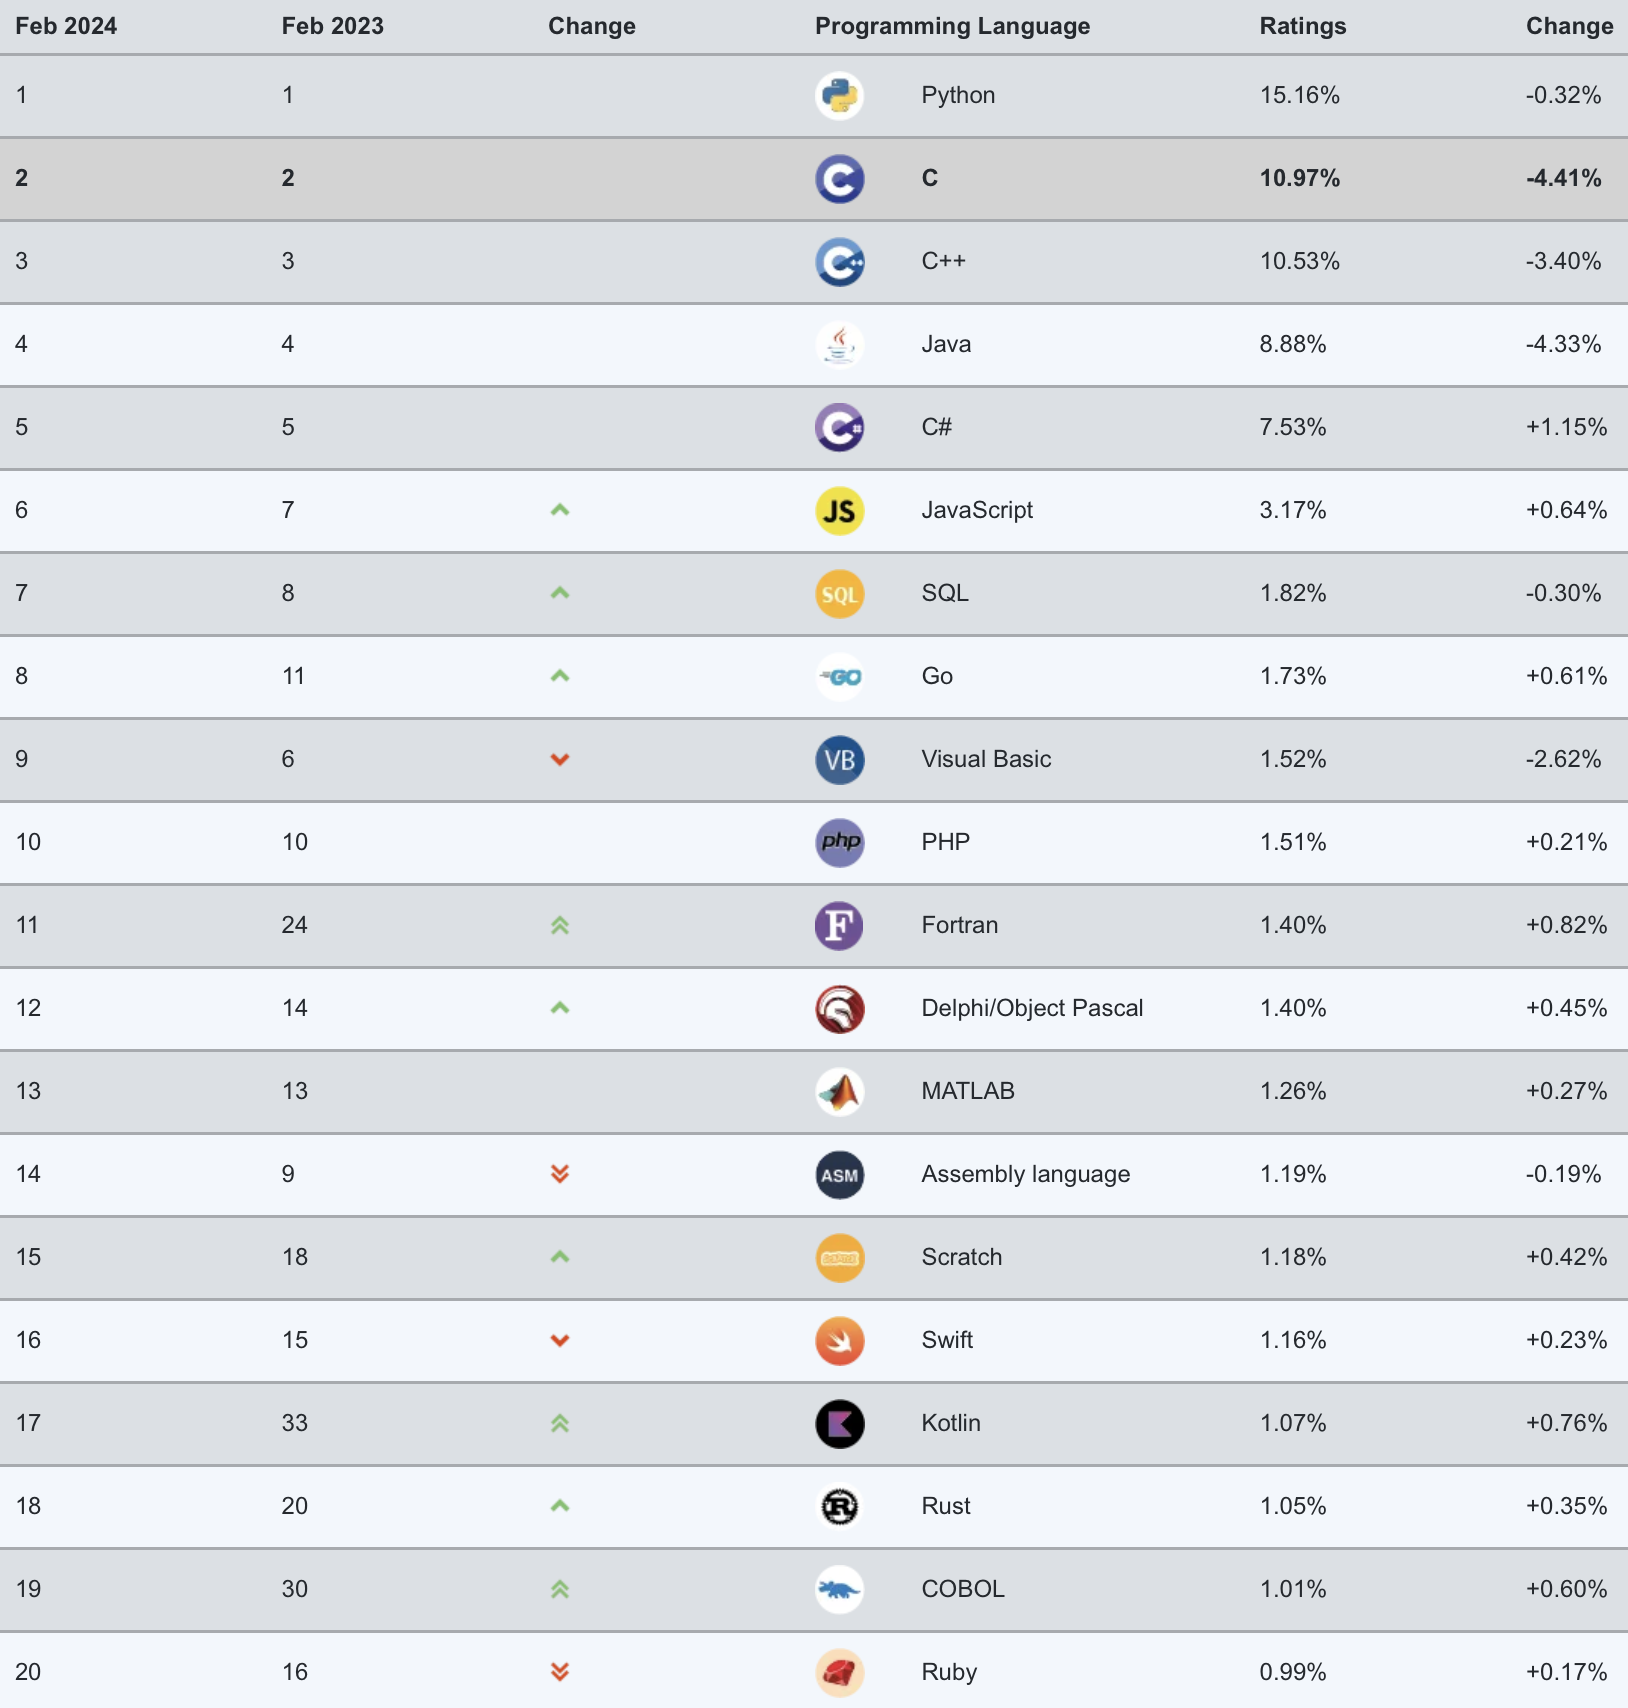 Feb 2024 Feb 2023 Change Programming Language Ratings Change
1 1 Python 15.16% -0.32%
2 2 C C 10.97% -4.41%
3 3 C++ C++ 10.53% -3.40%
4 4 Java 8.88% -4.33%
5 5 C# C# 7.53% +1.15%
6 7 JS JavaScript 3.17% +0.64%
7 8 SQL SQL 1.82% -0.30%
8 11 GO Go 1.73% +0.61%
9 6 VB Visual Basic 1.52% -2.62%
10 10 php PHP 1.51% +0.21%
11 24 F Fortran 1.40% +0.82%
12 14 Delphi/Object Pascal 1.40% +0.45%
13 13 MATLAB 1.26% +0.27%
14 9 ASM Assembly language 1.19% -0.19%
15 18 SCRATCH Scratch 1.18% +0.42%
16 15 Swift 1.16% +0.23%
17 33 Kotlin 1.07% +0.76%
18 20 R Rust 1.05% +0.35%
19 30 COBOL 1.01% +0.60%
20 16 Ruby 0.99% +0.17%